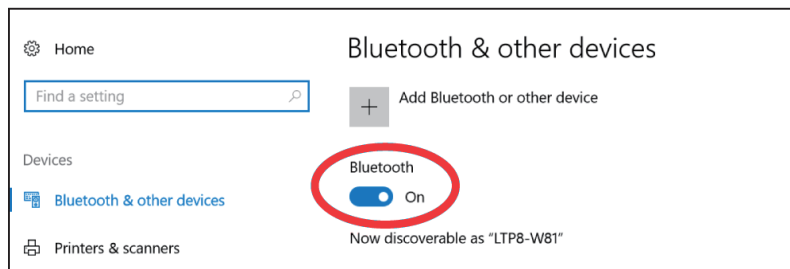 Home
Find a setting
Devices
Bluetooth & other devices
Printers & scanners
Bluetooth & other devices
Add Bluetooth or other device
Bluetooth
On
Now discoverable as “LTP8-W81”